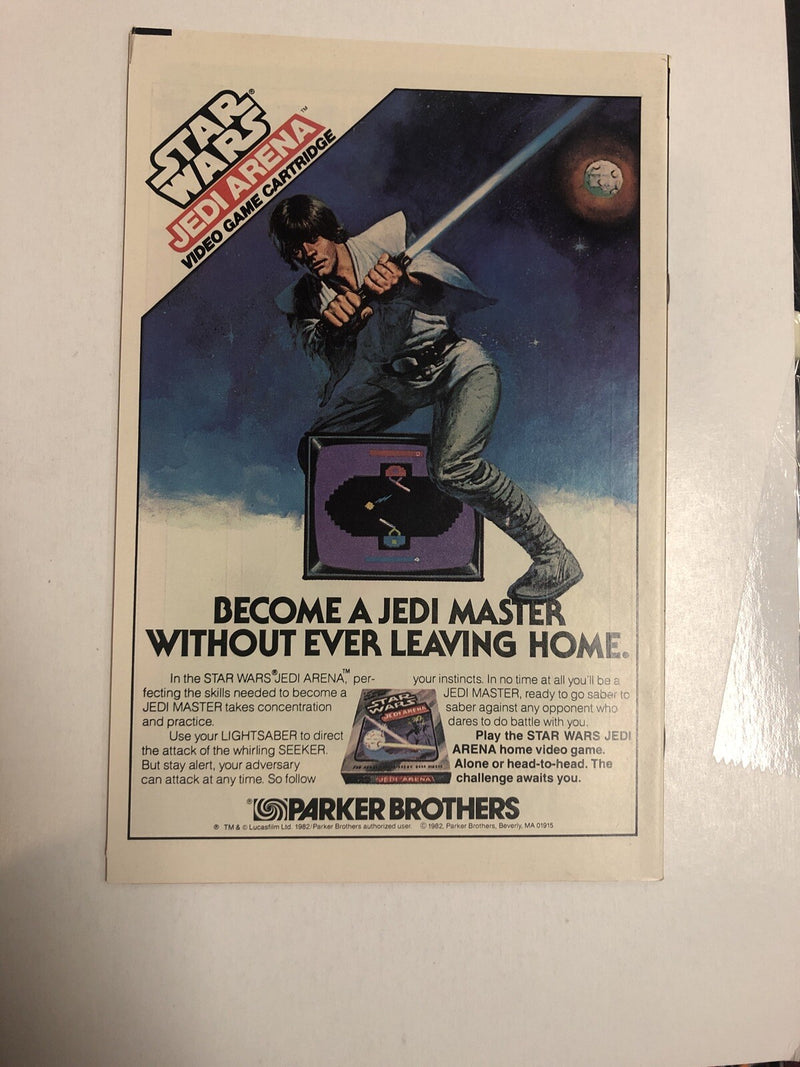 STAR®
WARS
JEDI ARENA™
VIDEO GAME CARTRIDGE
BECOME A JEDI MASTER
WITHOUT EVER LEAVING HOME.
In the STAR WARS® JEDI ARENA,™ per-
fecting the skills needed to become a
JEDI MASTER takes concentration
and practice.
Use your LIGHTSABER to direct
the attack of the whirling SEEKER.
But stay alert, your adversary
can attack at any time. So follow
your instincts. In no time at all you'll be a
JEDI MASTER, ready to go saber to
saber against any opponent who
dares to do battle with you.
Play the STAR WARS JEDI
ARENA home video game.
Alone or head-to-head. The
challenge awaits you.
STAR
WARS
JEDI ARENA
JEDI ARENA
® PARKER BROTHERS
® TM & © Lucasfilm Ltd. 1982/Parker Brothers authorized user. © 1982, Parker Brothers, Beverly, MA 01915